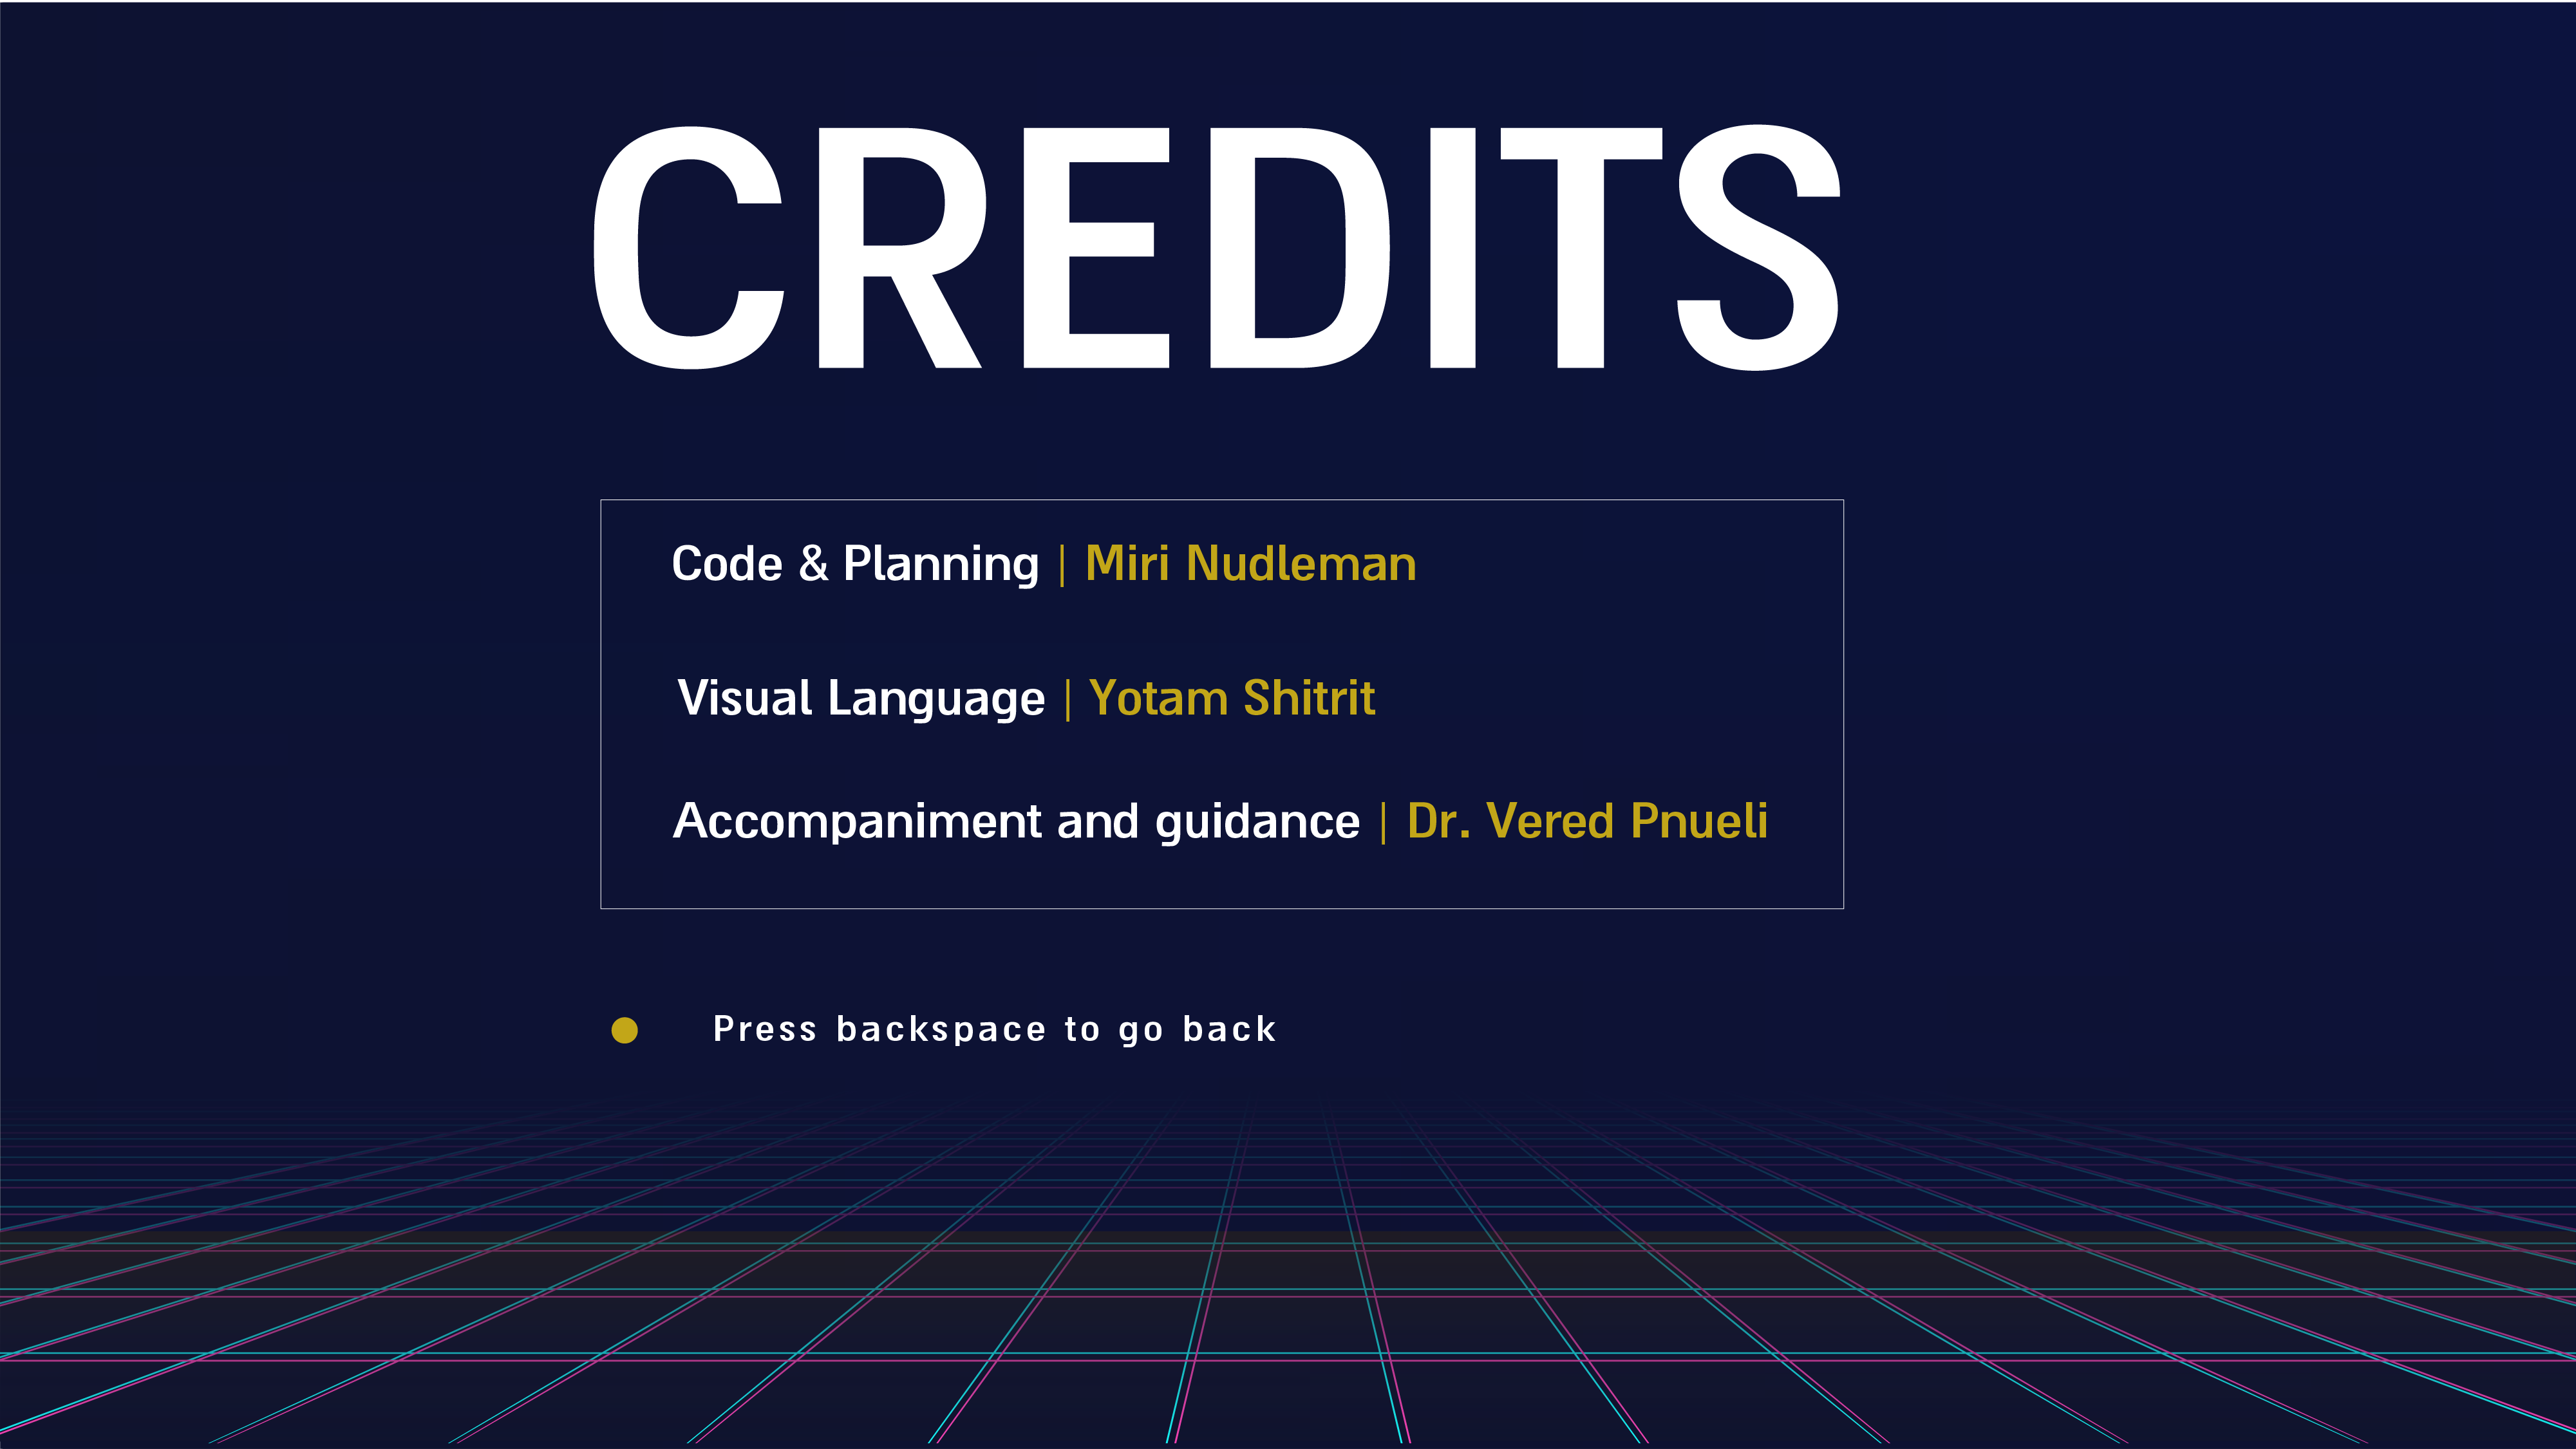 CREDITS
Code & Planning | Miri Nudleman
Visual Language | Yotam Shitrit
Accompaniment and guidance | Dr. Vered Pnueli
Press backspace to go back